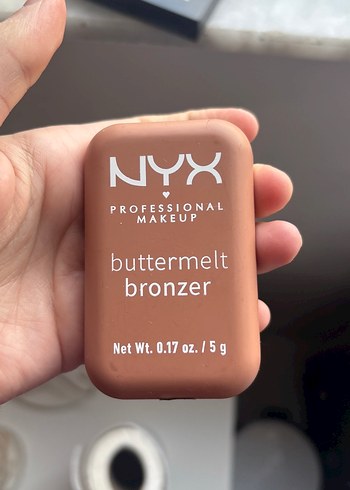 NYX
PROFESSIONAL
MAKEUP
buttermelt
bronzer
Net Wt. 0.17 oz. / 5 g